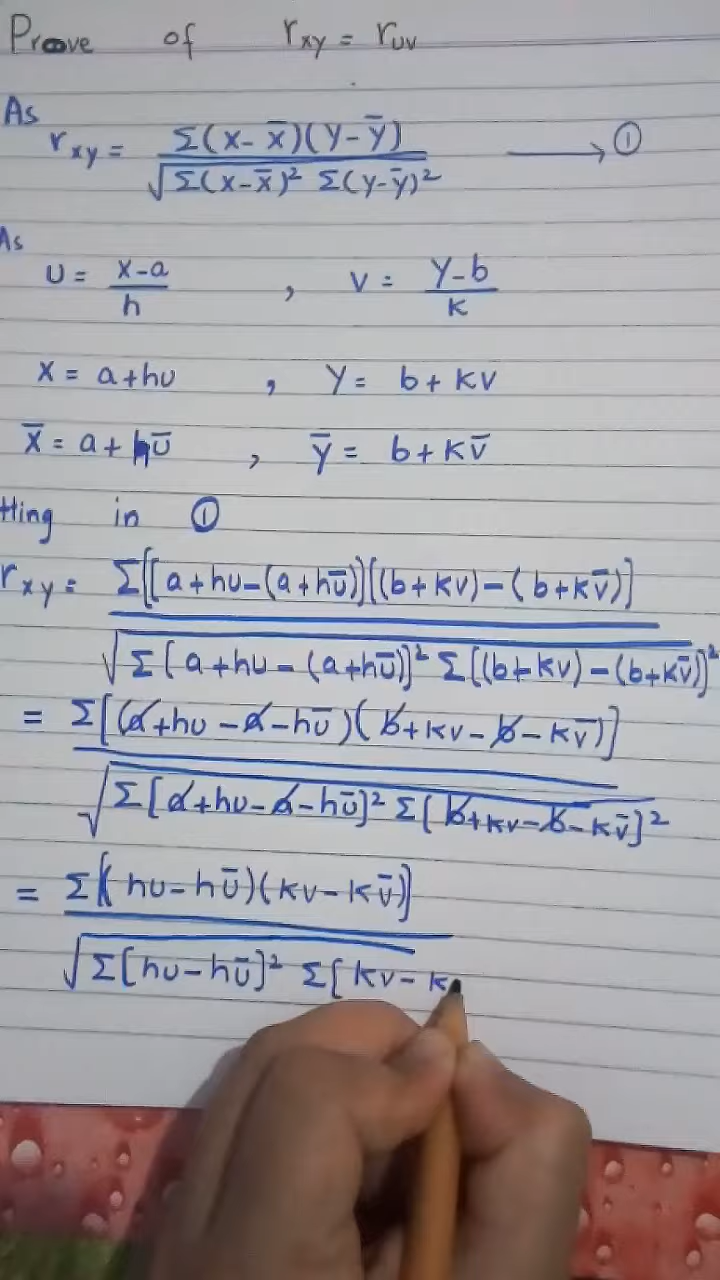 Proove of r_xy = r_uv
As
r_xy = Σ(x-x̄)(y-ȳ) / √Σ(x-x̄)² Σ(y-ȳ)² → ①
As
u = x-a / h , v = y-b / k
x = a+hu , y = b+kv
x̄ = a+hū , ȳ = b+kv̄
tting in ①
r_xy = Σ[[a+hu-(a+hū)][(b+kv)-(b+kv̄)] / √Σ[a+hu-(a+hū)]² Σ[(b+kv)-(b+kv̄)]²
= Σ[(a+hu-a-hū)(b+kv-b-kv̄)] / √Σ[a+hu-a-hū]² Σ[b+kv-b-kv̄]²
= Σ[(hu-hū)(kv-kv̄)] / √Σ[hu-hū]² Σ[kv-k